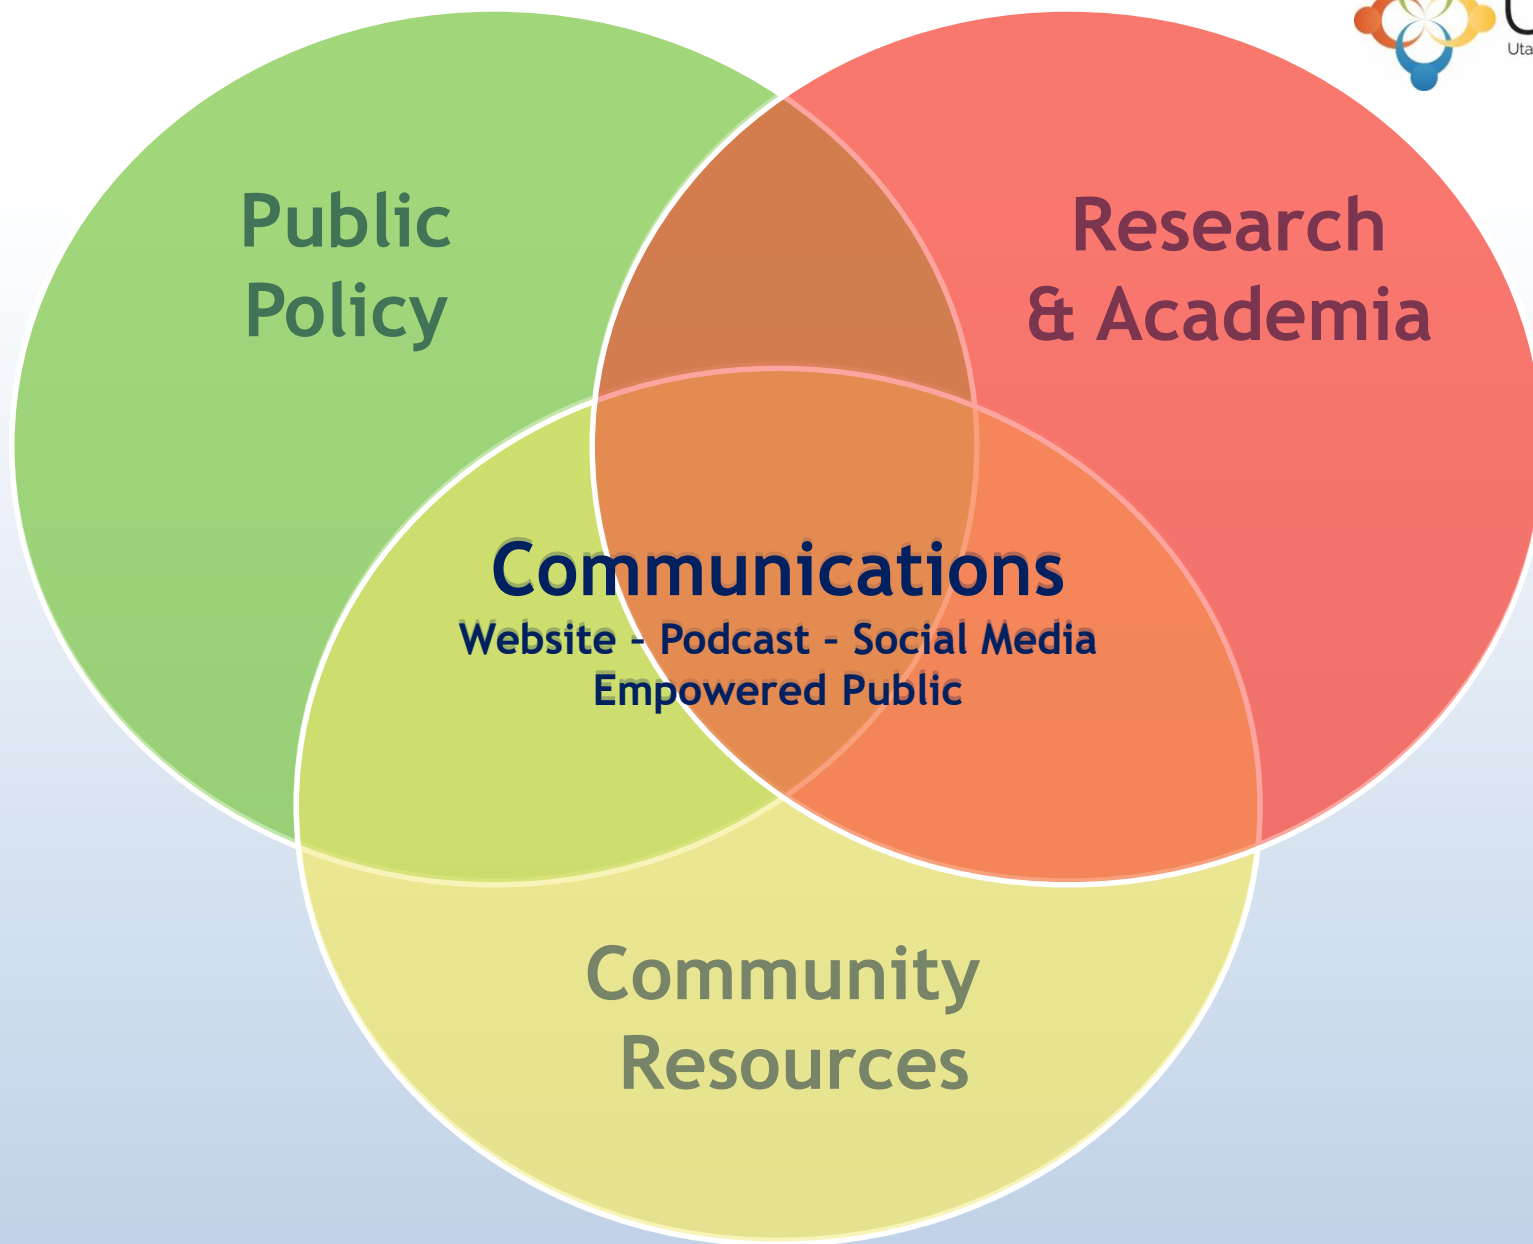 Public
Policy
Research
& Academia
Communications
Website – Podcast – Social Media
Empowered Public
Community
Resources